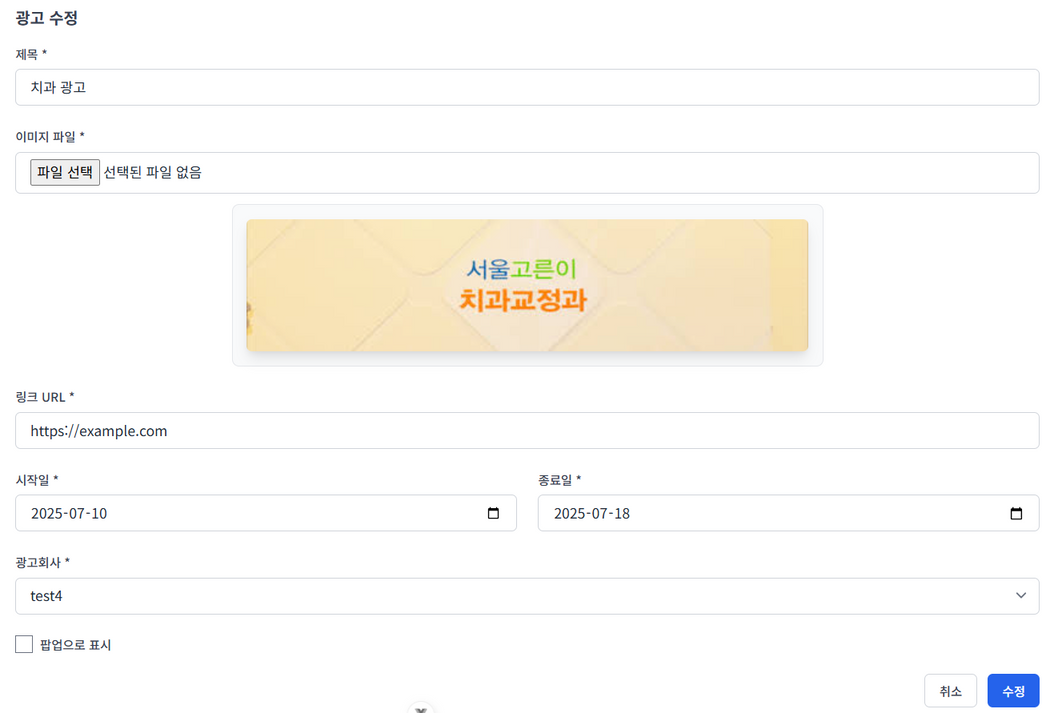 광고 수정
제목 *
치과 광고
이미지 파일 *
파일 선택 선택된 파일 없음
서울고른이
치과교정과
링크 URL *
https://example.com
시작일 *
종료일 *
2025-07-10
2025-07-18
광고회사 *
test4
팝업으로 표시
취소
수정